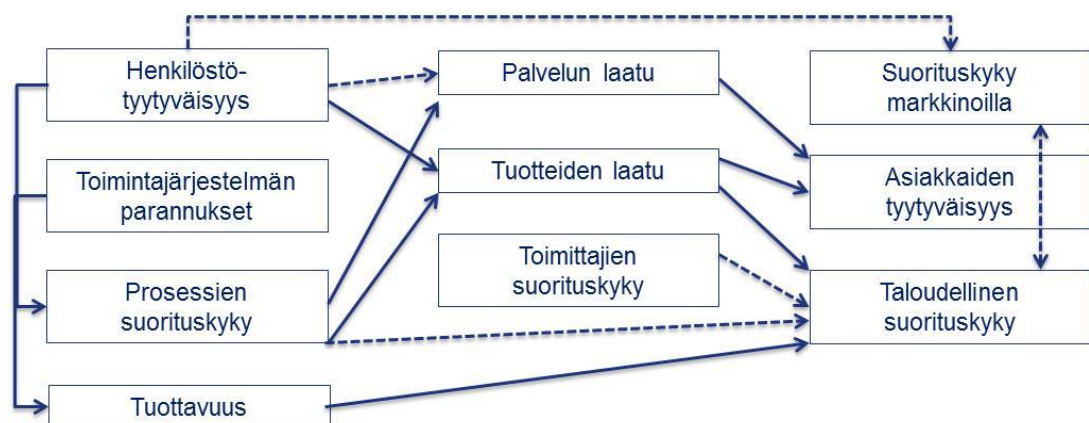 Henkilöstö-
tyytyväisyys
Toimintajärjestelmän
parannukset
Prosessien
suorituskyky
Tuottavuus
Palvelun laatu
Tuotteiden laatu
Toimittajien
suorituskyky
Suorituskyky
markkinoilla
Asiakkaiden
tyytyväisyys
Taloudellinen
suorituskyky